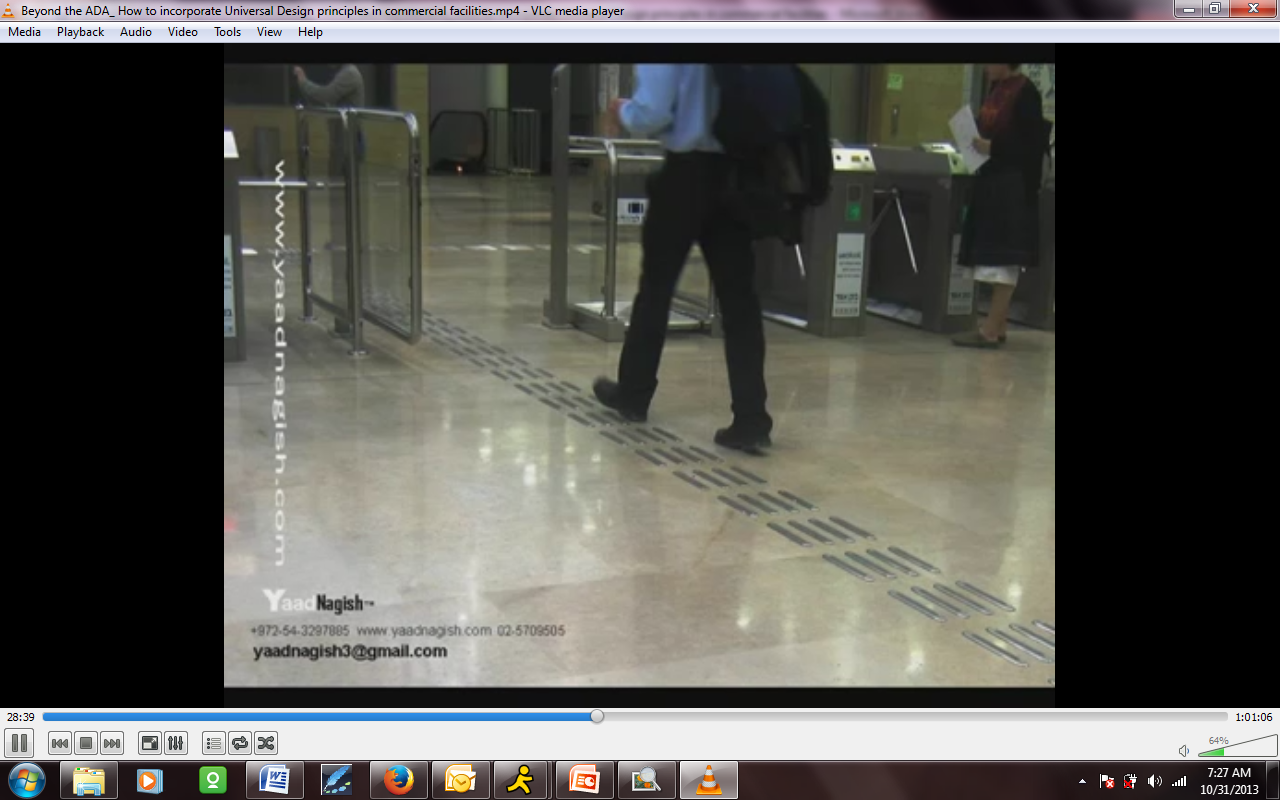 Beyond the ADA_ How to incorporate Universal Design principles in commercial facilities.mp4 - VLC media player
Media Playback Audio Video Tools View Help
www.yaadnagish.com
YaadNagish™
+972-54-3297885 www.yaadnagish.com 02-5709505
yaadnagish3@gmail.com
28:39
1:01:06
64%
7:27 AM
10/31/2013